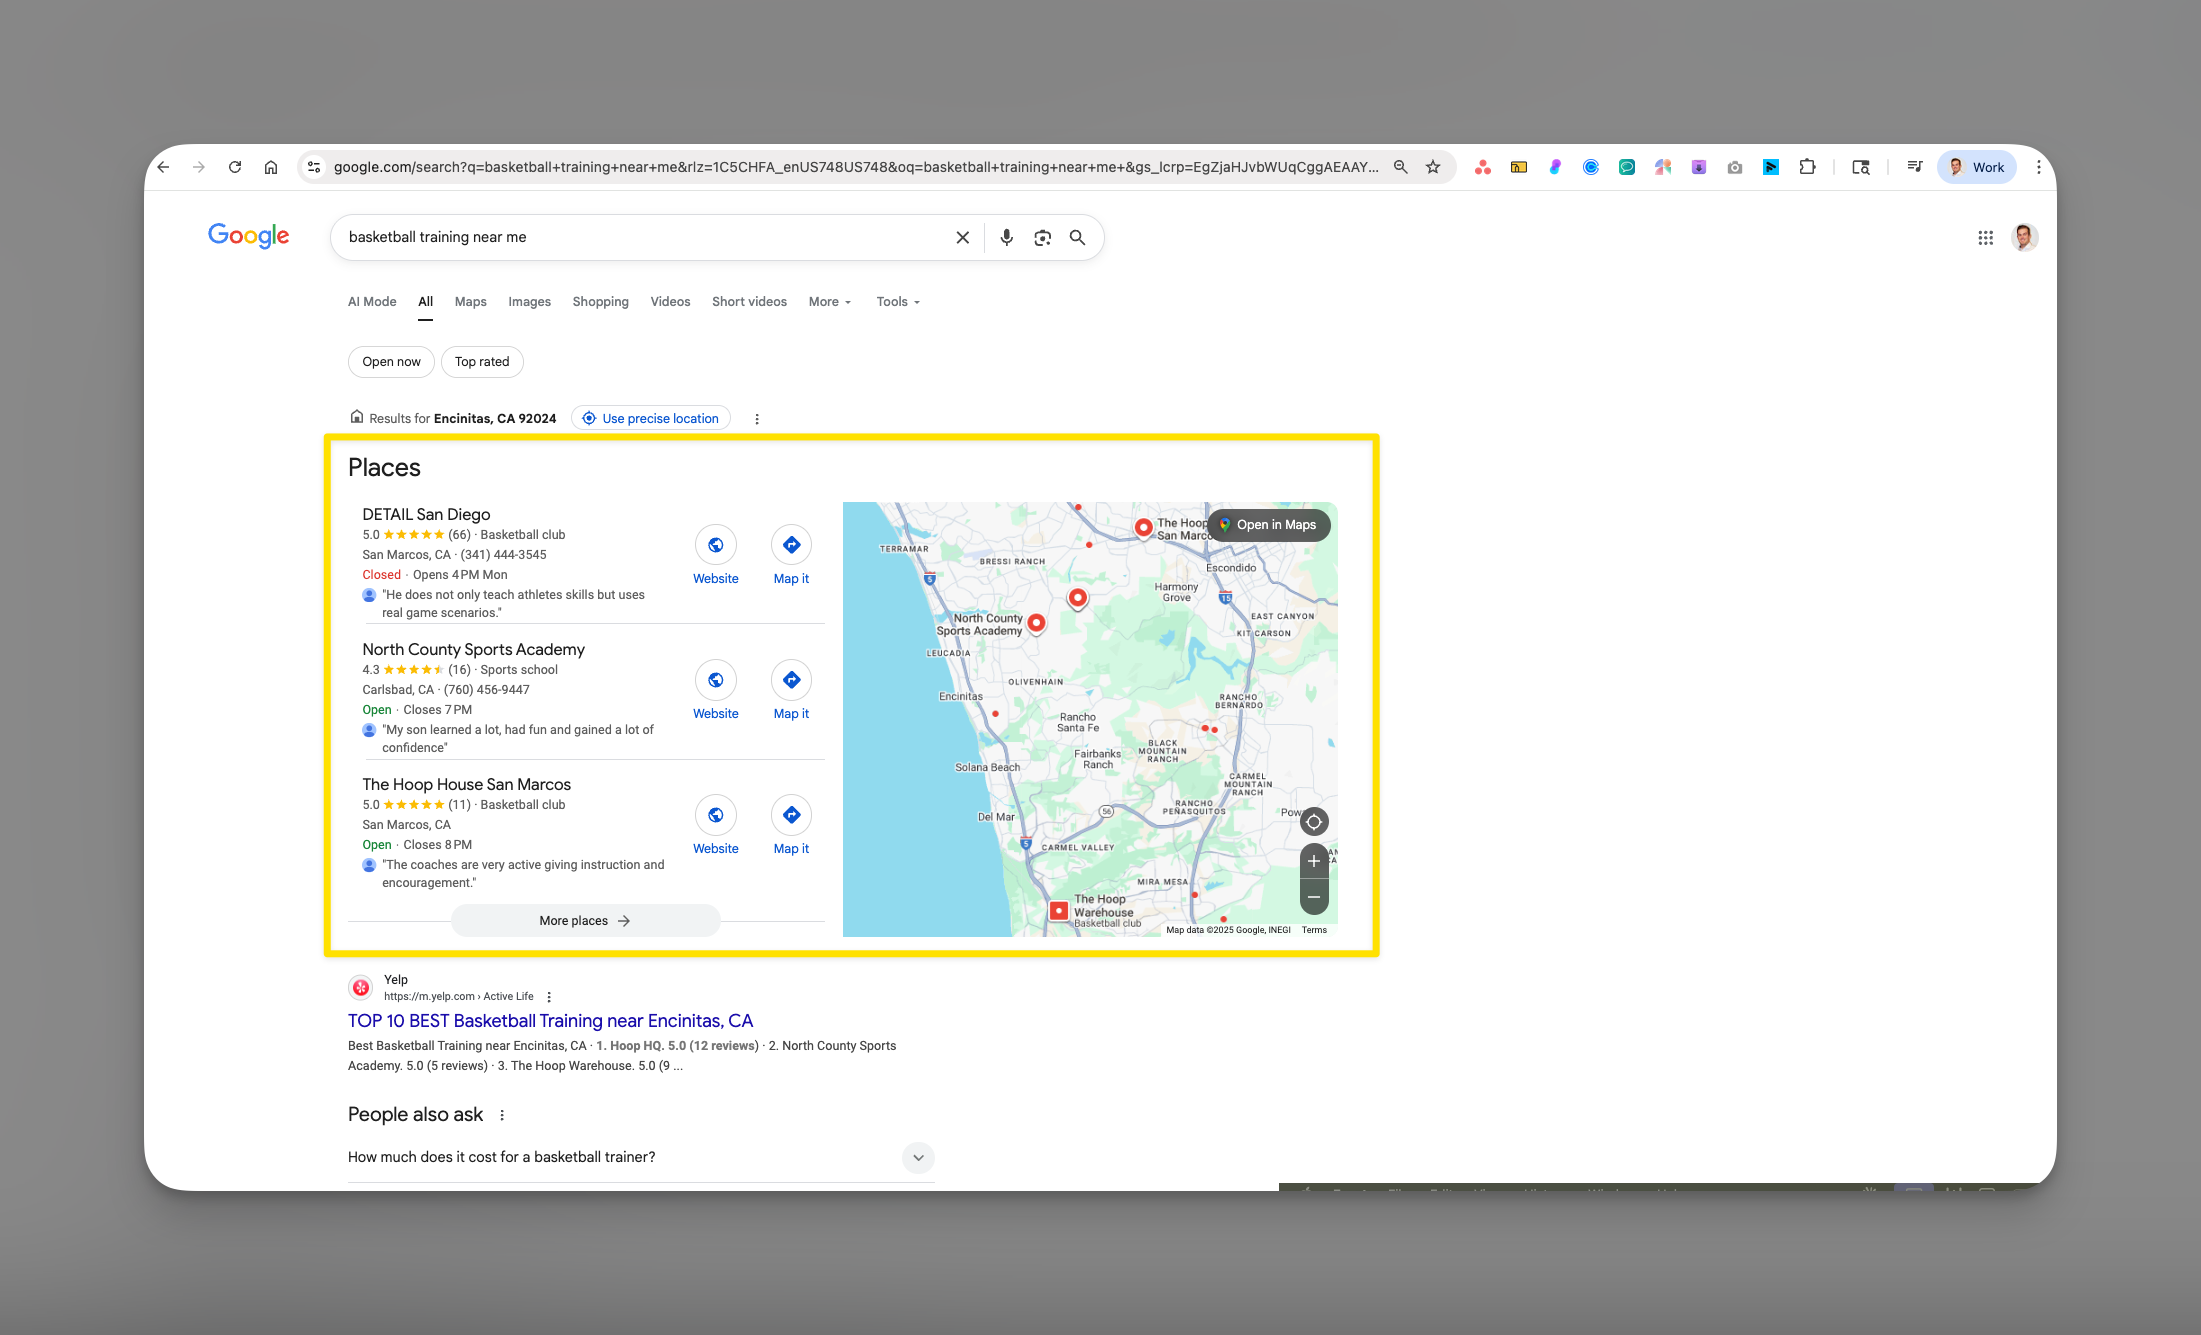 google.com/search?q=basketball+training+near+me&rlz=1C5CHFA_enUS748US748&oq=basketball+training+near+me+&gs_lcrp=EgZjaHJvbWUqCggAEAAY...
Work
Google
basketball training near me
AI Mode All Maps Images Shopping Videos Short videos More Tools
Open now Top rated
Results for Encinitas, CA 92024 Use precise location
Places
DETAIL San Diego
5.0 (66) · Basketball club
San Marcos, CA · (341) 444-3545
Closed · Opens 4 PM Mon
"He does not only teach athletes skills but uses
real game scenarios."
Website Map it
North County Sports Academy
4.3 (16) · Sports school
Carlsbad, CA · (760) 456-9447
Open · Closes 7 PM
"My son learned a lot, had fun and gained a lot of
confidence"
Website Map it
The Hoop House San Marcos
5.0 (11) · Basketball club
San Marcos, CA
Open · Closes 8 PM
"The coaches are very active giving instruction and
encouragement."
Website Map it
More places
The Hoop
San Marco
Open in Maps
TERRAMAR
BRESSI RANCH
5
Escondido
Harmony
Grove
15
EAST CANYON
North County
Sports Academy
KIT CARSON
LEUCADIA
OLIVENHAIN
Encinitas
RANCHO
BERNARDO
Rancho
Santa Fe
BLACK
MOUNTAIN
RANCH
Fairbanks
Ranch
Solana Beach
CARMEL
MOUNTAIN
RANCH
RANCHO
PEÑASQUITOS
56
Pow
Del Mar
5
CARMEL VALLEY
MIRA MESA
The Hoop
Warehouse
Basketball club
Map data ©2025 Google, INEGI Terms
Yelp
https://m.yelp.com › Active Life
TOP 10 BEST Basketball Training near Encinitas, CA
Best Basketball Training near Encinitas, CA · 1. Hoop HQ. 5.0 (12 reviews) · 2. North County Sports
Academy. 5.0 (5 reviews) · 3. The Hoop Warehouse. 5.0 (9 ...
People also ask
How much does it cost for a basketball trainer?